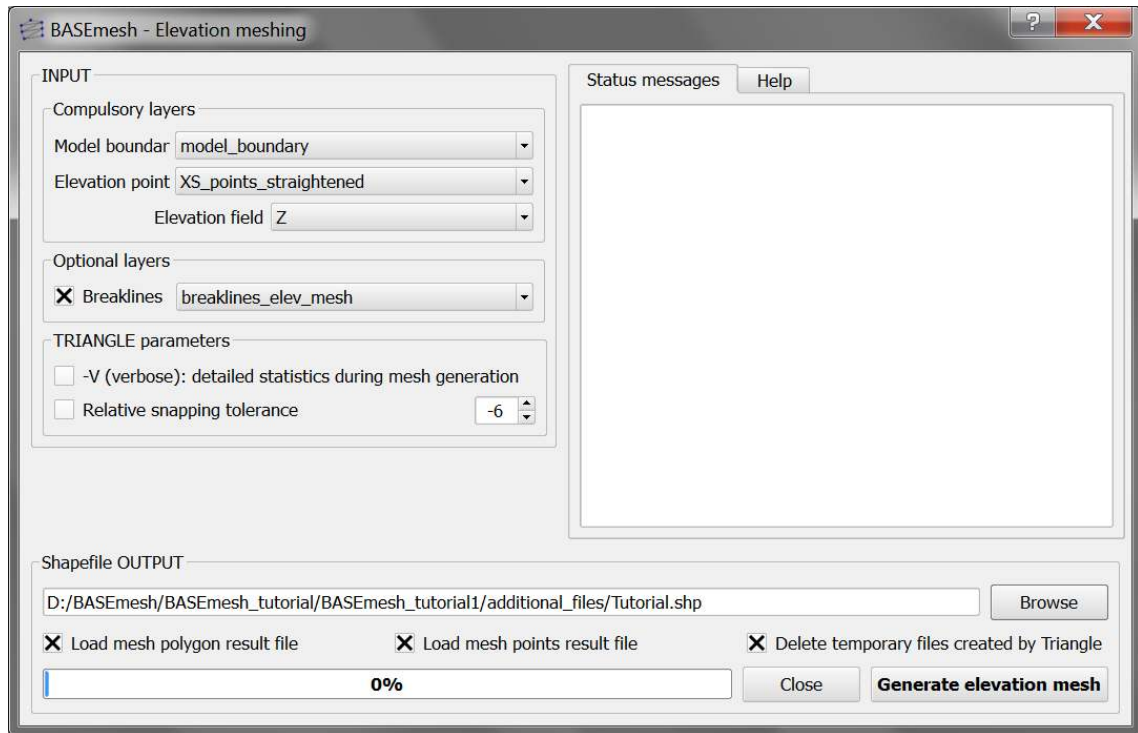 BASEmesh - Elevation meshing
?
X
INPUT
Compulsory layers
Model boundar model_boundary
Elevation point XS_points_straightened
Elevation field Z
Optional layers
Breaklines breaklines_elev_mesh
TRIANGLE parameters
-V (verbose): detailed statistics during mesh generation
Relative snapping tolerance -6
Status messages Help
Shapefile OUTPUT
D:/BASEmesh/BASEmesh_tutorial/BASEmesh_tutorial1/additional_files/Tutorial.shp Browse
Load mesh polygon result file Load mesh points result file Delete temporary files created by Triangle
0% Close Generate elevation mesh